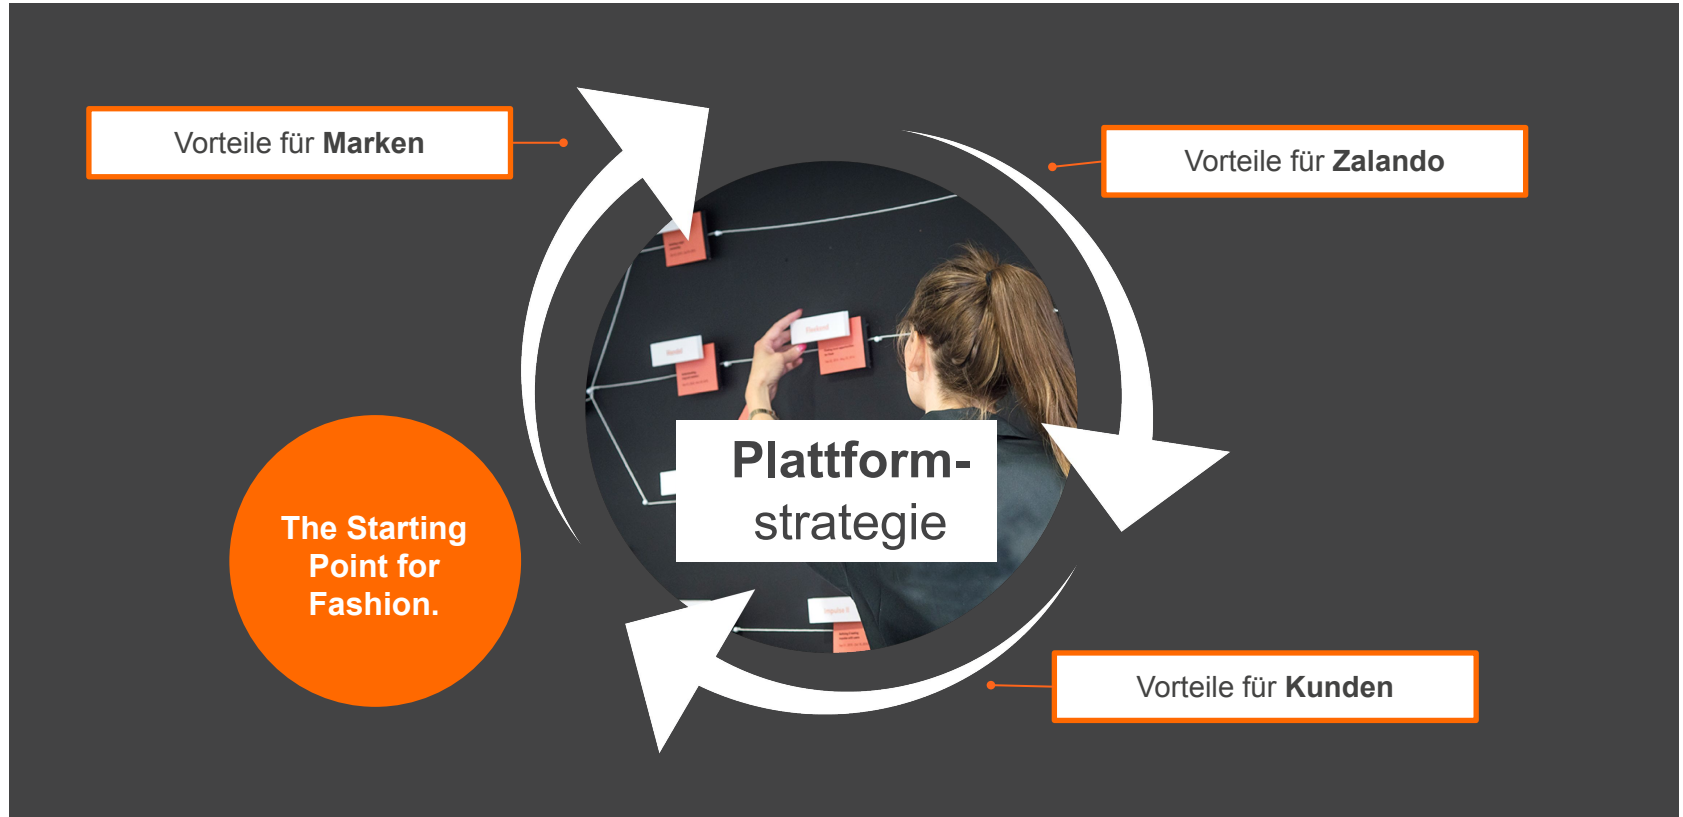 Vorteile für Marken
Vorteile für Zalando
Plattform-
strategie
The Starting
Point for
Fashion.
Vorteile für Kunden